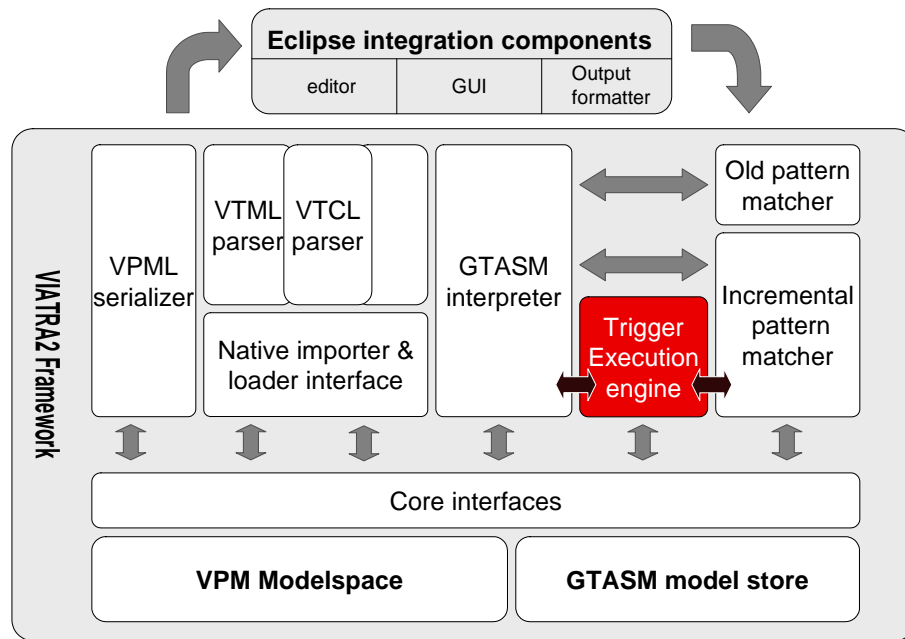 Eclipse integration components
editor
GUI
Output
formatter
VIATRA2 Framework
VPML
serializer
VTML
parser
VTCL
parser
Native importer &
loader interface
GTASM
interpreter
Trigger
Execution
engine
Old pattern
matcher
Incremental
pattern
matcher
Core interfaces
VPM Modelspace
GTASM model store